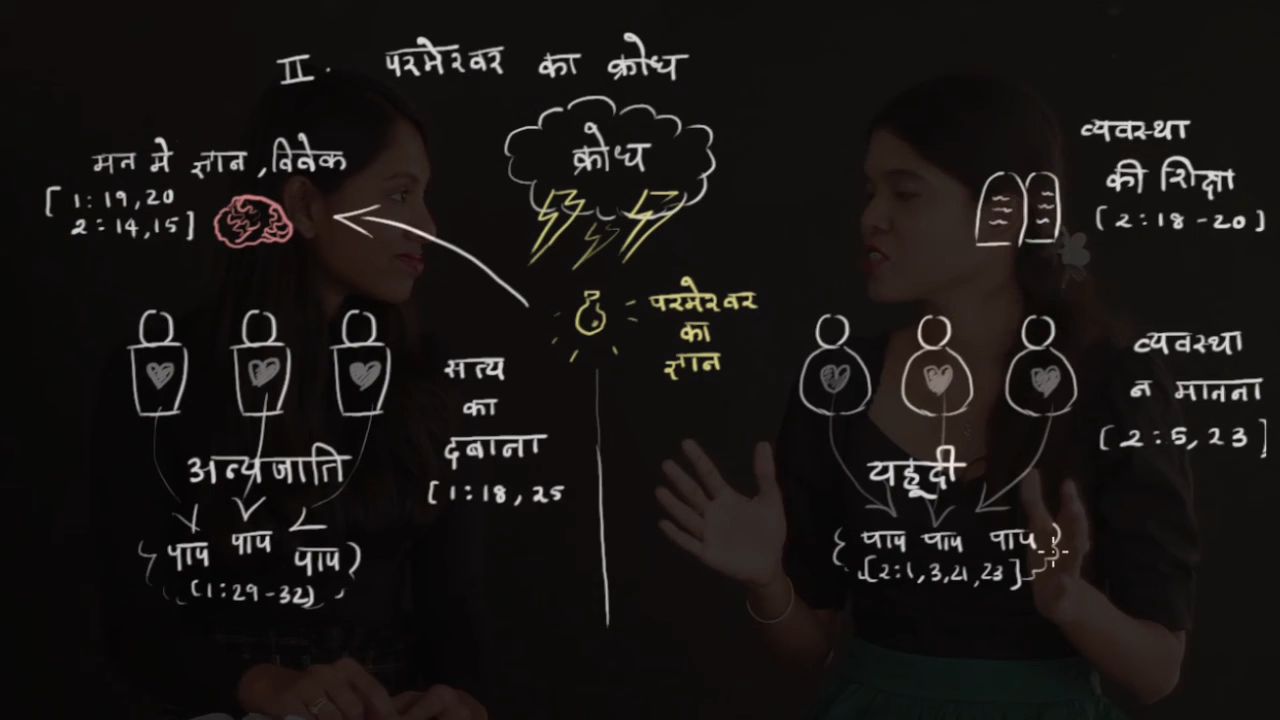 II. परमेश्वर का क्रोध
क्रोध
मन मे ज्ञान , विवेक
[ 1:19,20
2:14,15 ]
व्यवस्था
की शिक्षा
[ 2:18-20 ]
परमेश्वर
का
ज्ञान
सत्य
का
दबाना
[ 1:18, 25
व्यवस्था
न मानना
[ 2:5, 23 ]
अन्यजाति
पाप पाप पाप
(1:29-32)
यहूदी
पाप पाप पाप
[2:1, 3,21, 23]